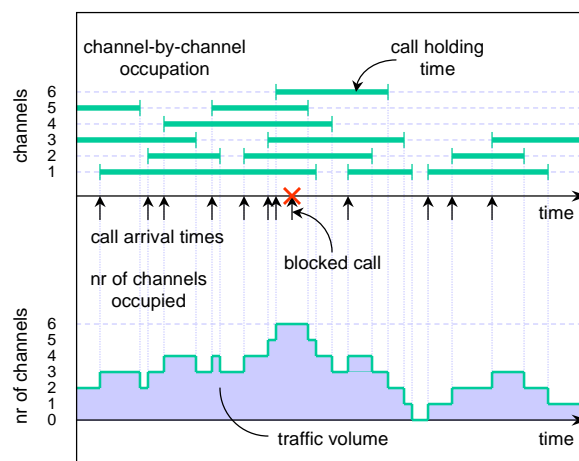 channel-by-channel
occupation
call holding
time
channels
6
5
4
3
2
1
time
call arrival times
blocked call
nr of channels
occupied
nr of channels
6
5
4
3
2
1
0
time
traffic volume